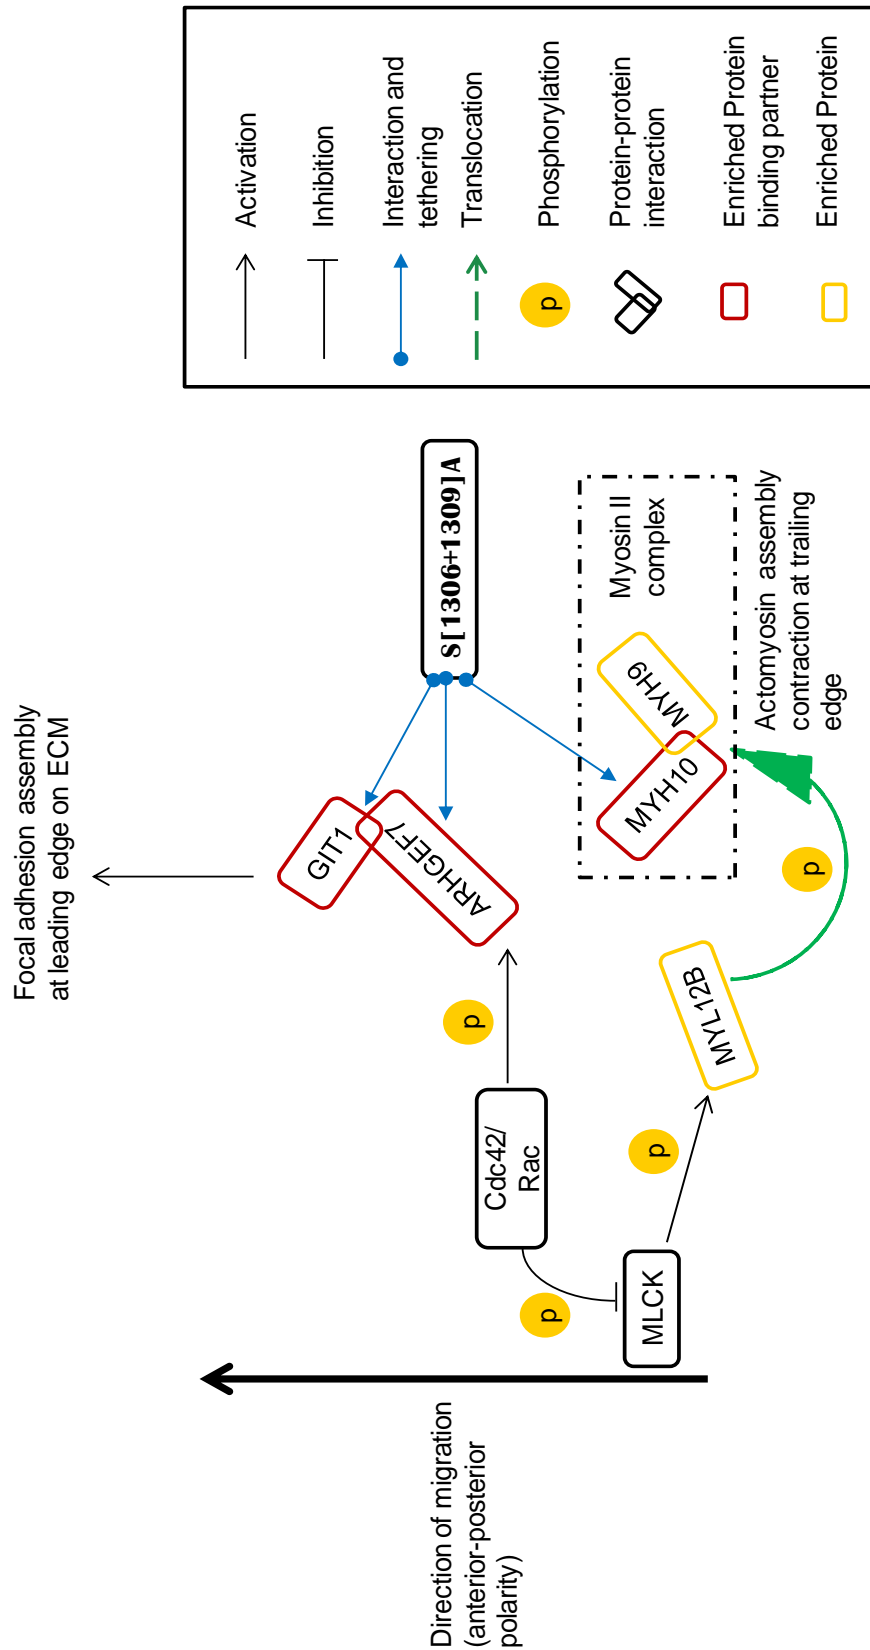 Focal adhesion assembly
at leading edge on ECM
Direction of migration
(anterior-posterior
polarity)
GIT1
ARHGEF7
p
Cdc42/
Rac
p
MLCK
p
MYL12B
p
S[1306+1309]A
MYH10
MYH9
Myosin II
complex
Actomyosin assembly
contraction at trailing
edge
Activation
Inhibition
Interaction and
tethering
Translocation
p
Phosphorylation
Protein-protein
interaction
Enriched Protein
binding partner
Enriched Protein